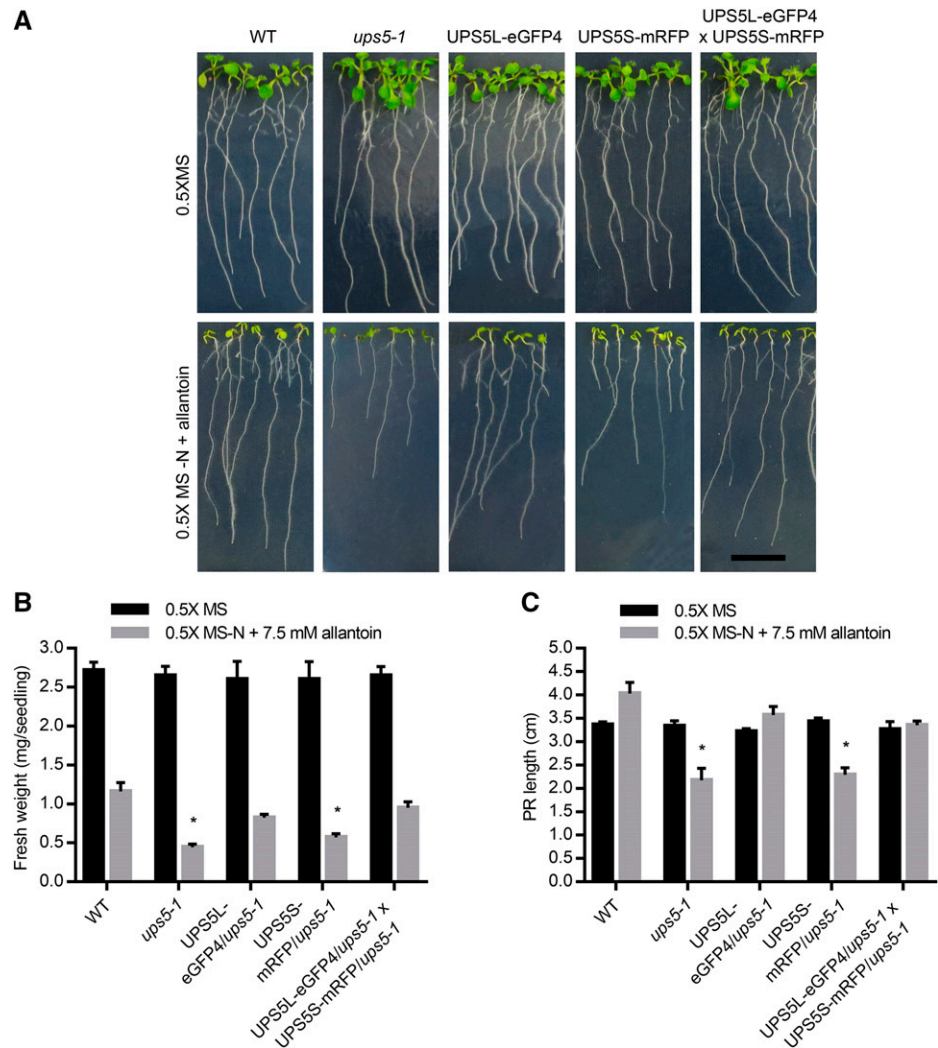 A
WT
ups5-1
UPS5L-eGFP4
UPS5S-mRFP
UPS5L-eGFP4
x UPS5S-mRFP
0.5XMS
0.5X MS -N + allantoin
B
0.5X MS
0.5X MS-N + 7.5 mM allantoin
Fresh weight (mg/seedling)
3.0
2.5
2.0
1.5
1.0
0.5
0.0
*
*
WT
ups5-1
UPS5L-
eGFP4/ups5-1
UPS5S-
mRFP/ups5-1
UPS5L-eGFP4/ups5-1 x
UPS5S-mRFP/ups5-1
C
0.5X MS
0.5X MS-N + 7.5 mM allantoin
PR length (cm)
5.0
4.5
4.0
3.5
3.0
2.5
2.0
1.5
1.0
0.5
0.0
*
*
WT
ups5-1
UPS5L-
eGFP4/ups5-1
UPS5S-
mRFP/ups5-1
UPS5L-eGFP4/ups5-1 x
UPS5S-mRFP/ups5-1